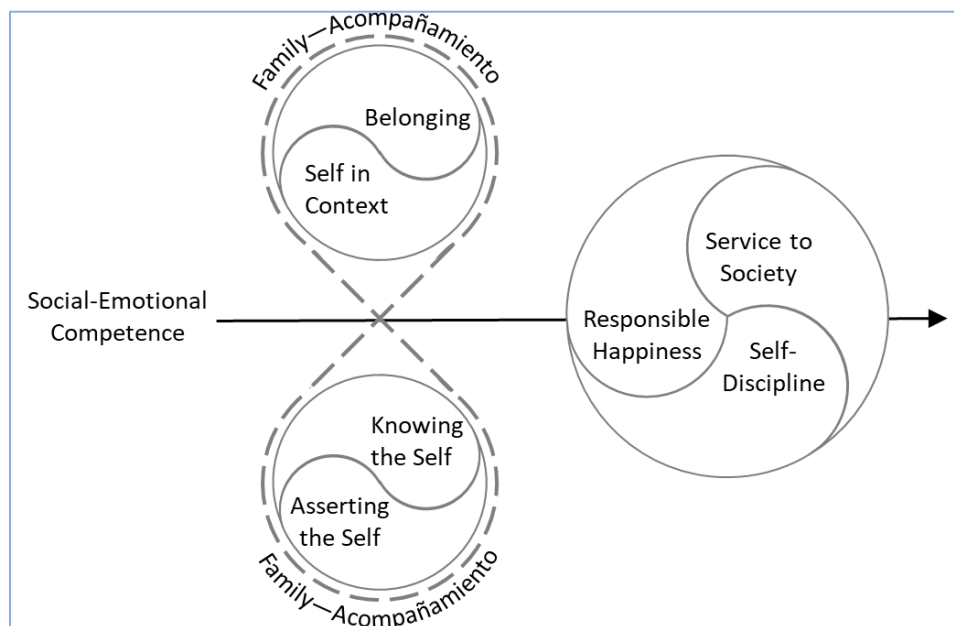 Family—Acompañamiento
Belonging
Self in
Context
Social-Emotional
Competence
Service to
Society
Responsible
Happiness
Self-
Discipline
Knowing
the Self
Asserting
the Self
Family—Acompañamiento